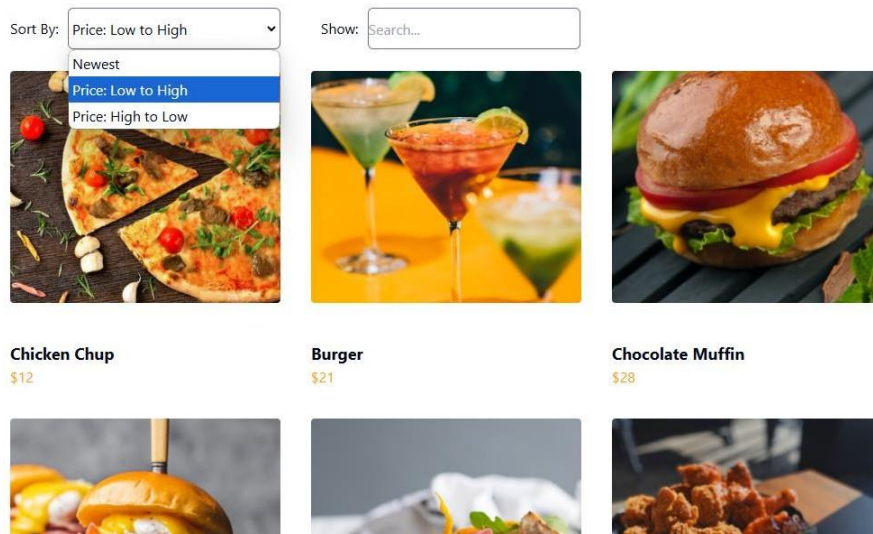 Sort By: Price: Low to High Show: Search...
Newest
Price: Low to High
Price: High to Low
Chicken Chup Burger Chocolate Muffin
$12 $21 $28